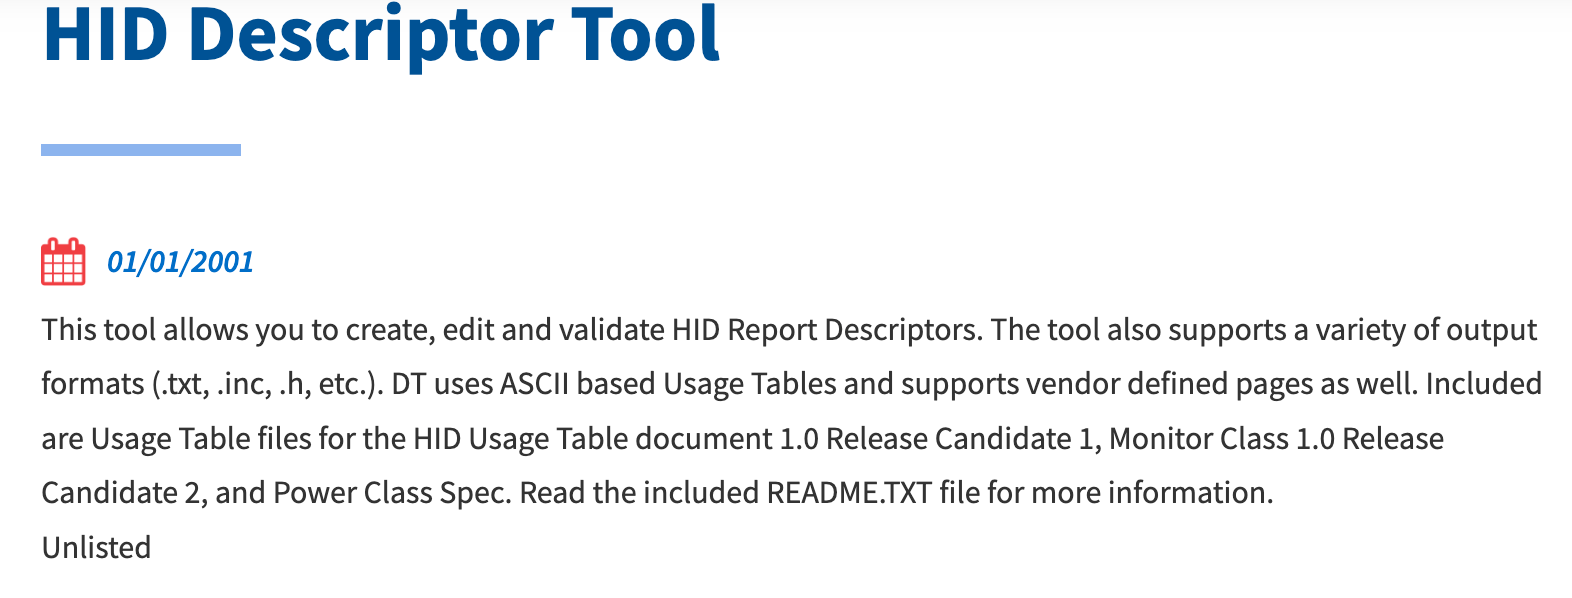 HID Descriptor Tool
01/01/2001
This tool allows you to create, edit and validate HID Report Descriptors. The tool also supports a variety of output
formats (.txt, .inc, .h, etc.). DT uses ASCII based Usage Tables and supports vendor defined pages as well. Included
are Usage Table files for the HID Usage Table document 1.0 Release Candidate 1, Monitor Class 1.0 Release
Candidate 2, and Power Class Spec. Read the included README.TXT file for more information.
Unlisted